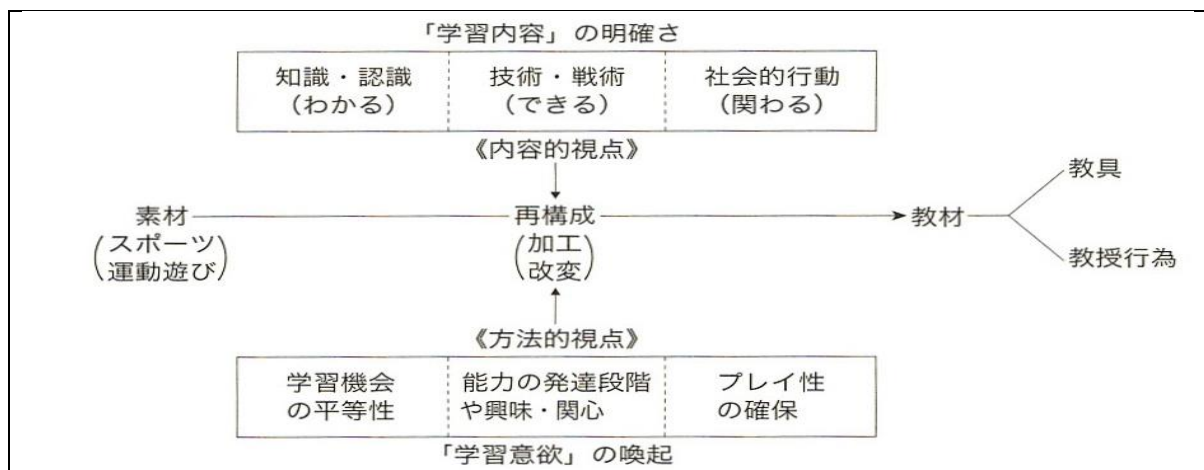 「学習内容」の明確さ
知識・認識
(わかる)
技術・戦術
(できる)
社会的行動
(関わる)
《内容的視点》
素材
(スポーツ
運動遊び)
再構成
(加工
改変)
教材
教具
教授行為
《方法的視点》
学習機会
の平等性
能力の発達段階
や興味・関心
プレイ性
の確保
「学習意欲」の喚起